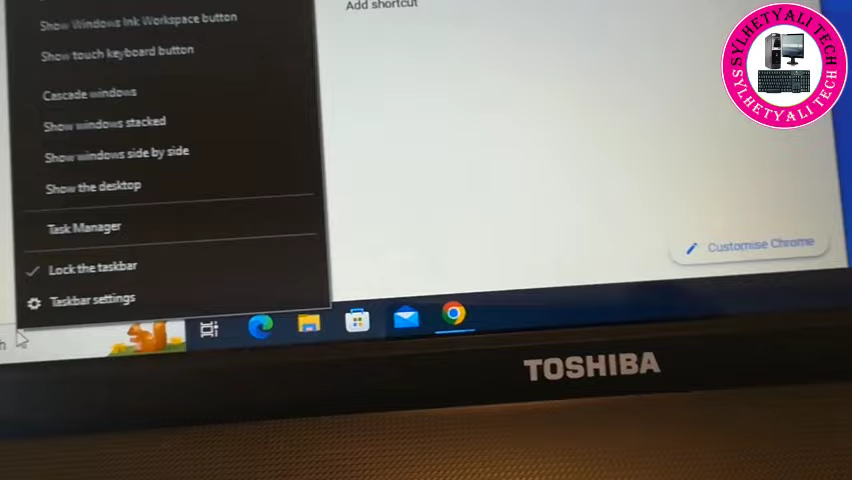 Add shortcut
Show Windows Ink Workspace button
Show touch keyboard button
Cascade windows
Show windows stacked
Show windows side by side
Show the desktop
Task Manager
Lock the taskbar
Taskbar settings
Customise Chrome
TOSHIBA
SYLHETYALI TECH
SYLHETYALI TECH